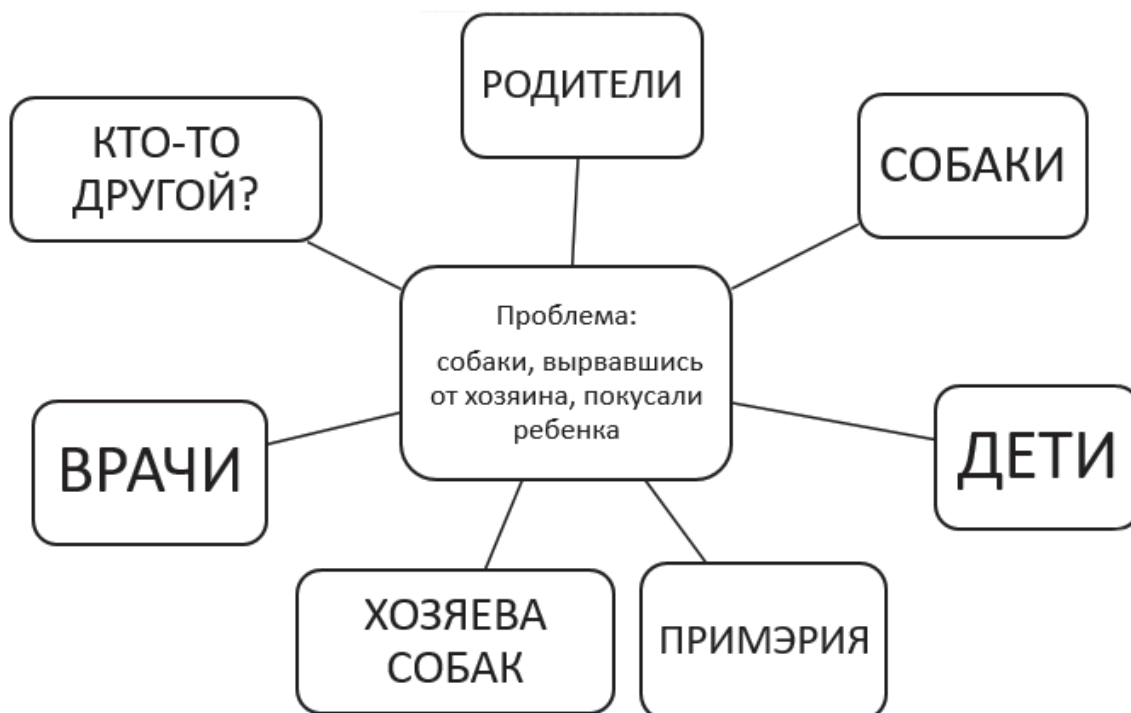 РОДИТЕЛИ
КТО-ТО
ДРУГОЙ?
СОБАКИ
Проблема:
собаки, вырвавшись
от хозяина, покусали
ребенка
ВРАЧИ
ДЕТИ
ХОЗЯЕВА
СОБАК
ПРИМЭРИЯ